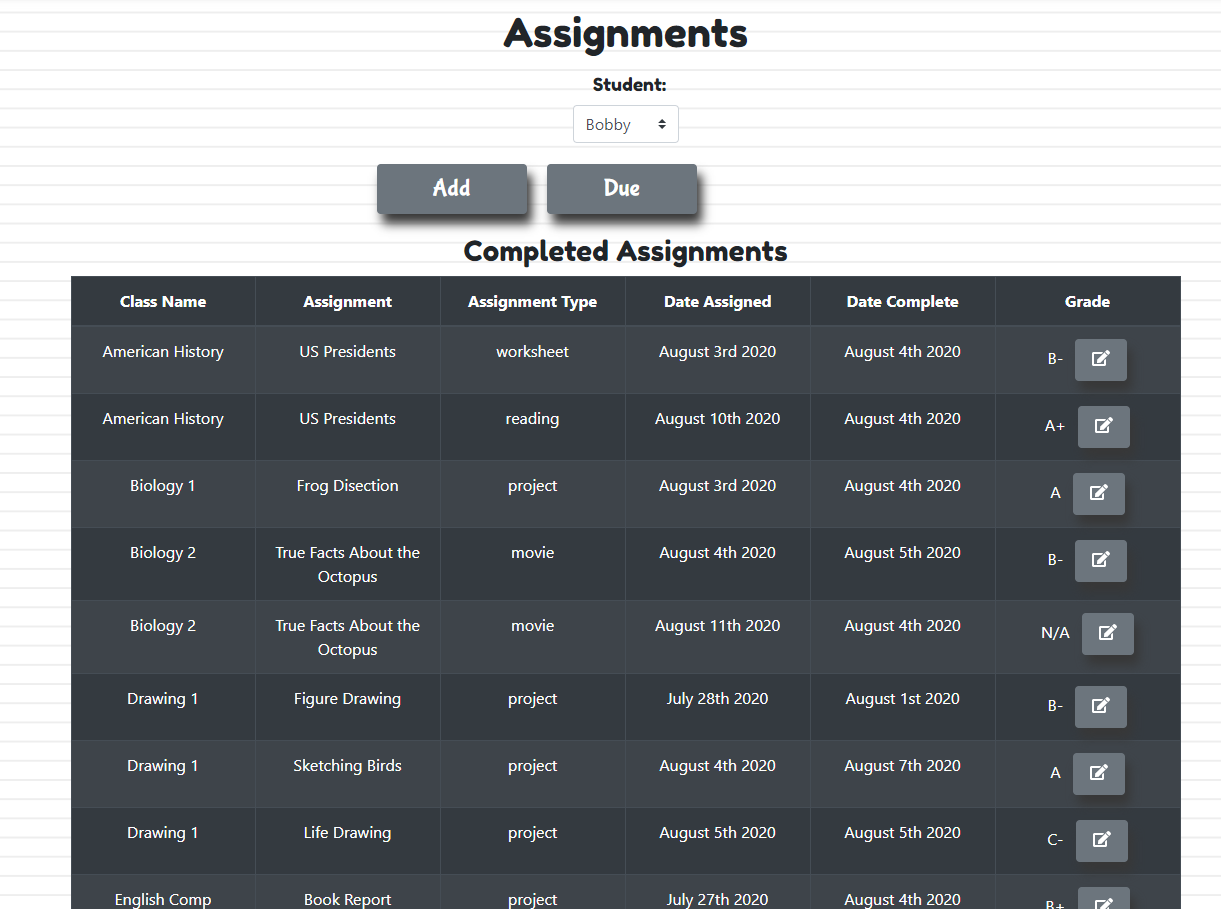 Assignments
Student:
Bobby
Add Due
Completed Assignments
Class Name Assignment Assignment Type Date Assigned Date Complete Grade
American History US Presidents worksheet August 3rd 2020 August 4th 2020 B-
American History US Presidents reading August 10th 2020 August 4th 2020 A+
Biology 1 Frog Disection project August 3rd 2020 August 4th 2020 A
Biology 2 True Facts About the movie August 4th 2020 August 5th 2020 B-
Octopus
Biology 2 True Facts About the movie August 11th 2020 August 4th 2020 N/A
Octopus
Drawing 1 Figure Drawing project July 28th 2020 August 1st 2020 B-
Drawing 1 Sketching Birds project August 4th 2020 August 7th 2020 A
Drawing 1 Life Drawing project August 5th 2020 August 5th 2020 C-
English Comp Book Report project July 27th 2020 August 4th 2020 B+